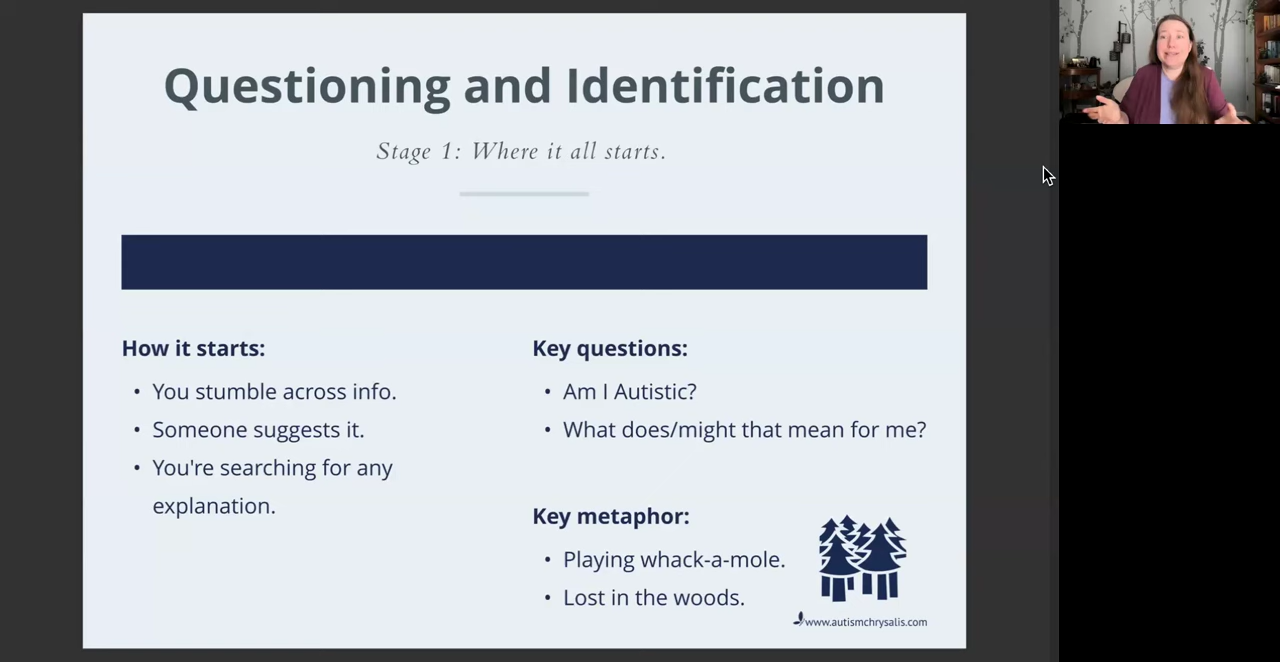 Questioning and Identification
Stage 1: Where it all starts.
How it starts:
• You stumble across info.
• Someone suggests it.
• You're searching for any
explanation.
Key questions:
• Am I Autistic?
• What does/might that mean for me?
Key metaphor:
• Playing whack-a-mole.
• Lost in the woods.
www.autismchrysalis.com